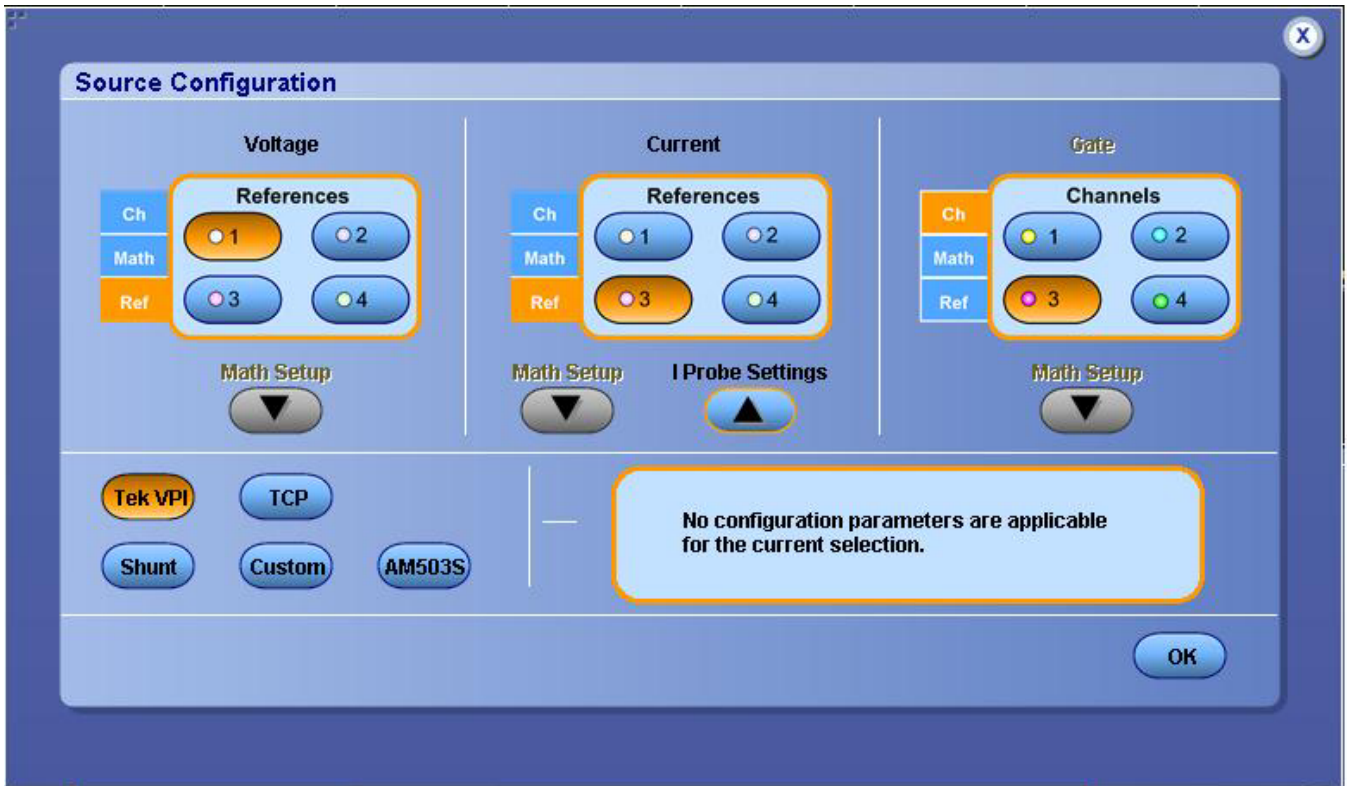 X
Source Configuration
Voltage
References
Ch
Math
Ref
1
2
3
4
Math Setup
Current
References
Ch
Math
Ref
1
2
3
4
Math Setup
I Probe Settings
Gate
Channels
Ch
Math
Ref
1
2
3
4
Math Setup
Tek VPI
TCP
Shunt
Custom
AM503S
No configuration parameters are applicable
for the current selection.
OK